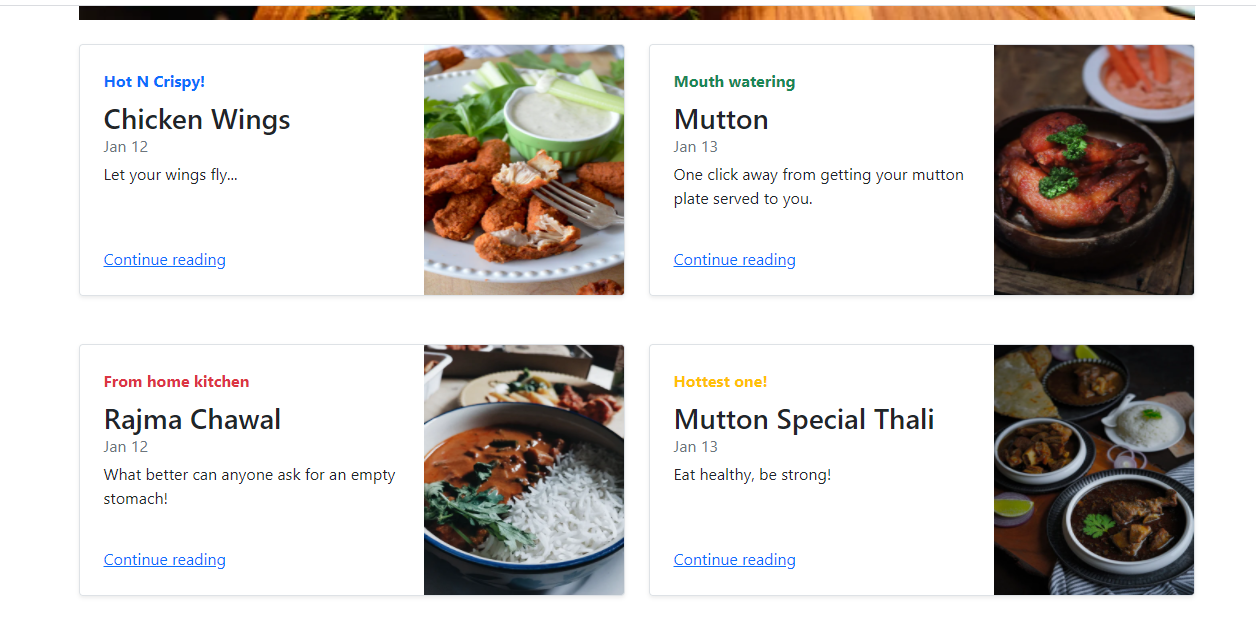 Hot N Crispy!
Chicken Wings
Jan 12
Let your wings fly...
Continue reading
Mouth watering
Mutton
Jan 13
One click away from getting your mutton
plate served to you.
Continue reading
From home kitchen
Rajma Chawal
Jan 12
What better can anyone ask for an empty
stomach!
Continue reading
Hottest one!
Mutton Special Thali
Jan 13
Eat healthy, be strong!
Continue reading